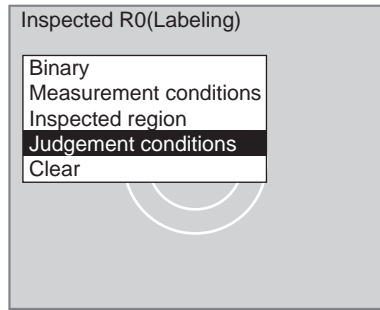 Inspected R0(Labeling)
Binary
Measurement conditions
Inspected region
Judgement conditions
Clear